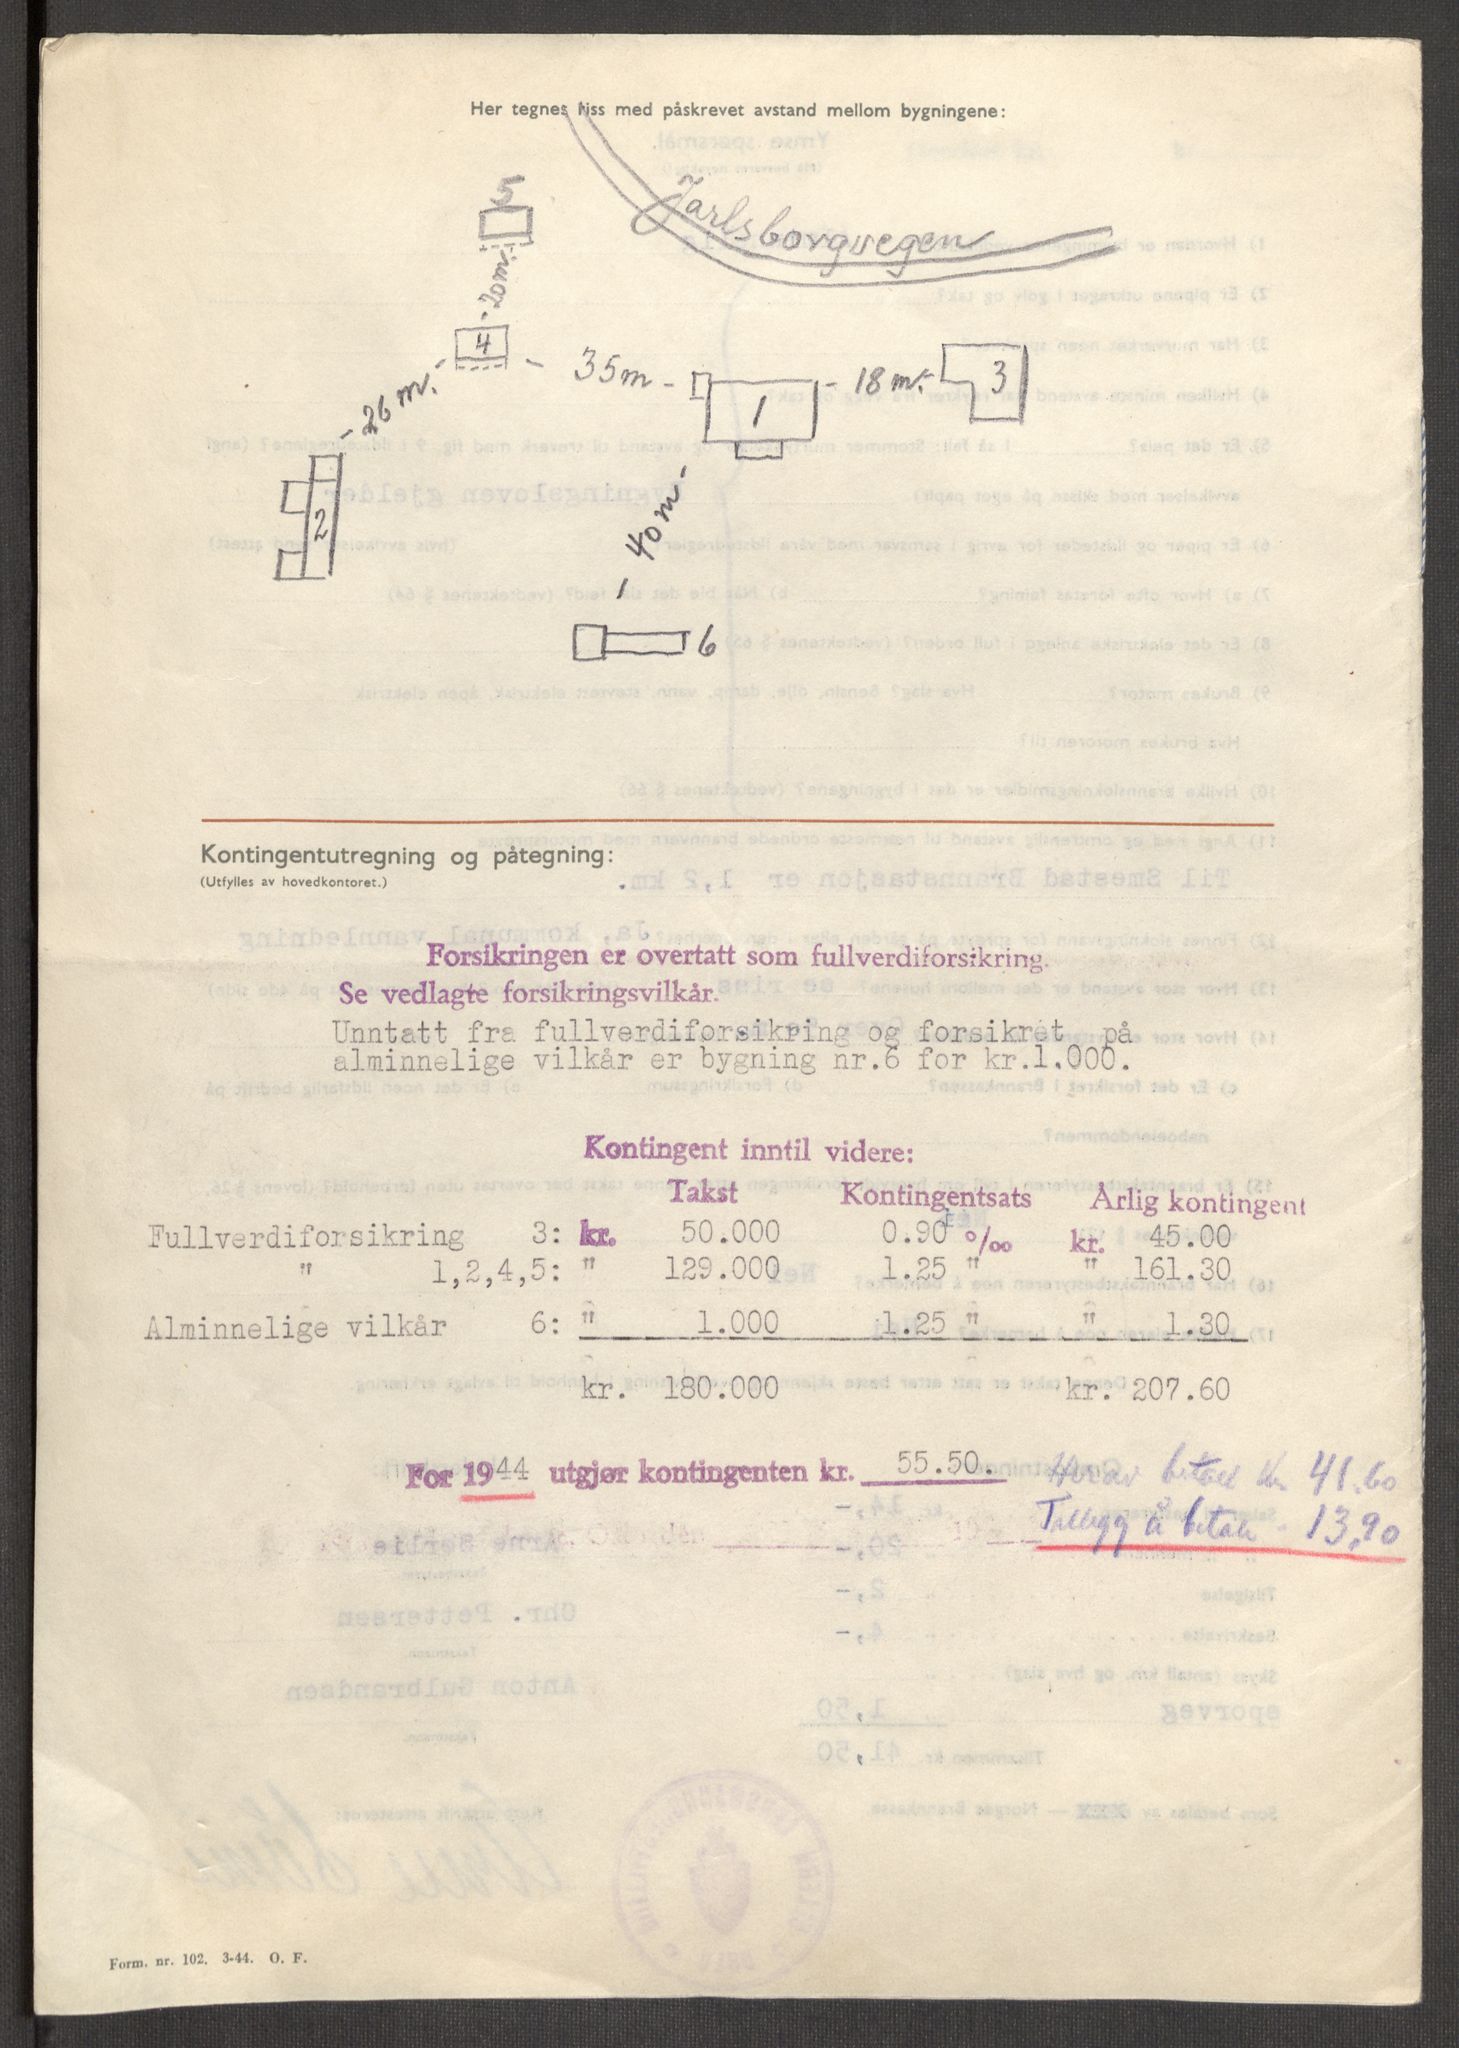 Her tegnes riss med påskrevet avstand mellom bygningene:
Jarlsborgvegen
5
- 20 m. -
4
- 35 m -
1
- 18 m. -
3
- 26 m. -
2
- 40 m -
6
Kontingentutregning og påtegning:
(Utfylles av hovedkontoret.)
Forsikringen er overtatt som fullverdiforsikring.
Se vedlagte forsikringsvilkår.
Unntatt fra fullverdiforsikring og forsikret på
alminnelige vilkår er bygning nr.6 for kr.1.000.
Kontingent inntil videre:
Takst Kontingentsats Årlig kontingent
Fullverdiforsikring 3: kr. 50.000 0.90 o/oo kr. 45.00
" 1,2,4,5: " 129.000 1.25 " " 161.30
Alminnelige vilkår 6: " 1.000 1.25 " " 1.30
kr. 180.000 kr. 207.60
For 1944 utgjør kontingenten kr. 55.50. Herav betalt kr 41.60
Tillegg å betale - 13,90
Form. nr. 102. 3-44. O. F.